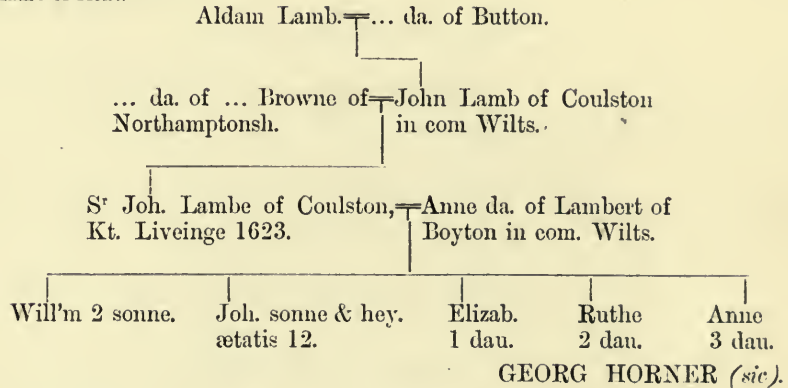 Aldam Lamb. ... da. of Button.
... da. of ... Browne of Northamptonsh.
John Lamb of Coulston in com Wilts.
Sʳ Joh. Lambe of Coulston, Kt. Liveinge 1623.
Anne da. of Lambert of Boyton in com. Wilts.
Will'm 2 sonne.
Joh. sonne & hey. ætatis 12.
Elizab. 1 dau.
Ruthe 2 dau.
Anne 3 dau.
GEORG HORNER (sic).